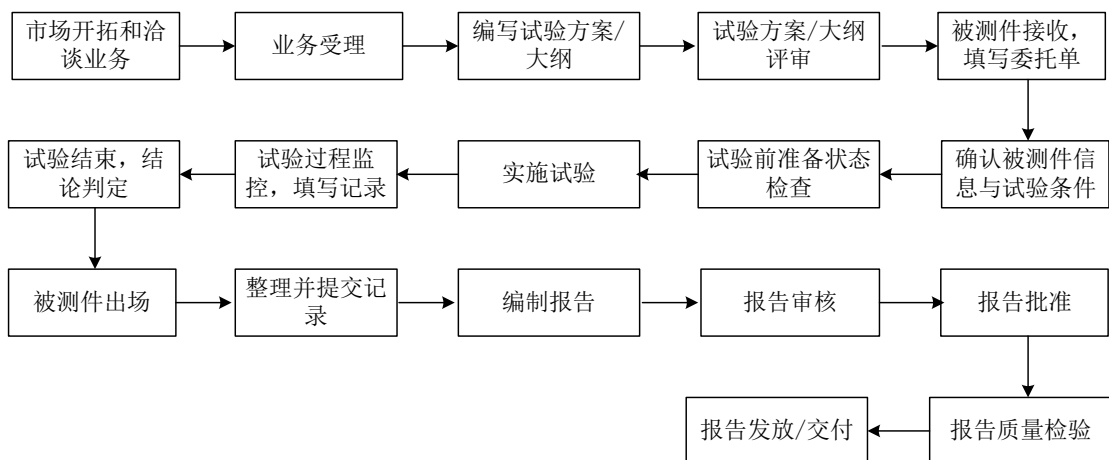 市场开拓和洽
谈业务
业务受理
编写试验方案/
大纲
试验方案/大纲
评审
被测件接收，
填写委托单
确认被测件信
息与试验条件
试验前准备状态
检查
实施试验
试验过程监
控，填写记录
试验结束，结
论判定
被测件出场
整理并提交记
录
编制报告
报告审核
报告批准
报告质量检验
报告发放/交付